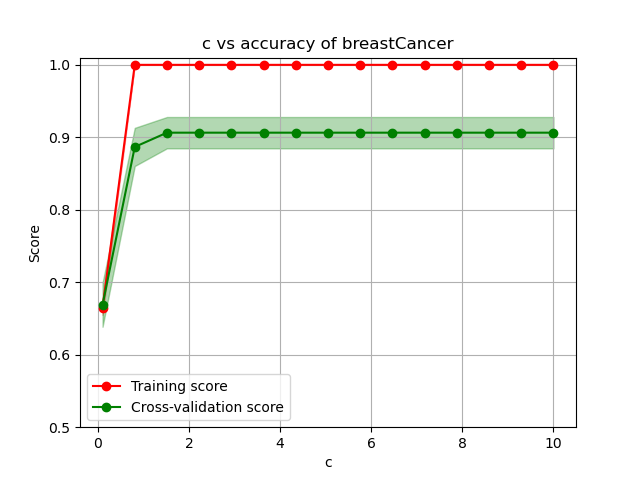 c vs accuracy of breastCancer
1.0
0.9
0.8
0.7
0.6
0.5
Score
Training score
Cross-validation score
0 2 4 6 8 10
c